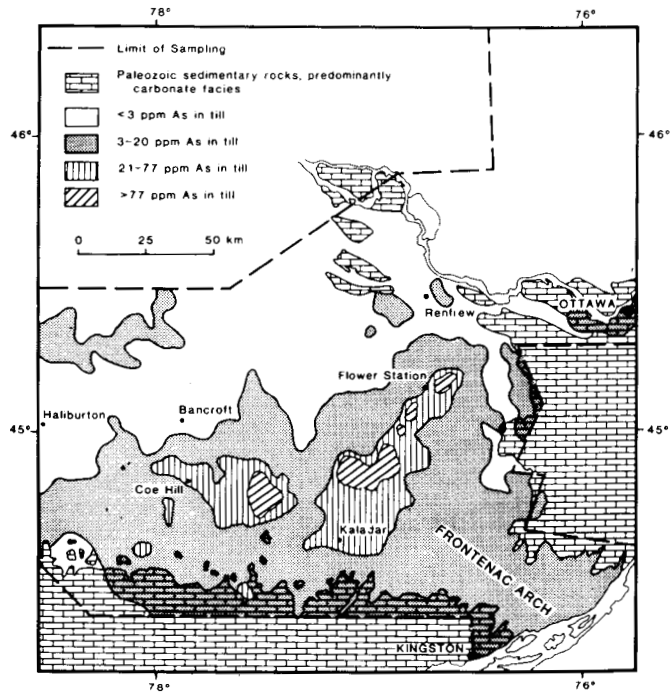 78°
76°
Limit of Sampling
Paleozoic sedimentary rocks, predominantly
carbonate facies
<3 ppm As in till
46°
46°
3-20 ppm As in till
21-77 ppm As in till
>77 ppm As in till
0 25 50 km
OTTAWA
Renfrew
Flower Station
Haliburton
Bancroft
45°
45°
Coe Hill
Kaladar
FRONTENAC ARCH
KINGSTON
78°
76°